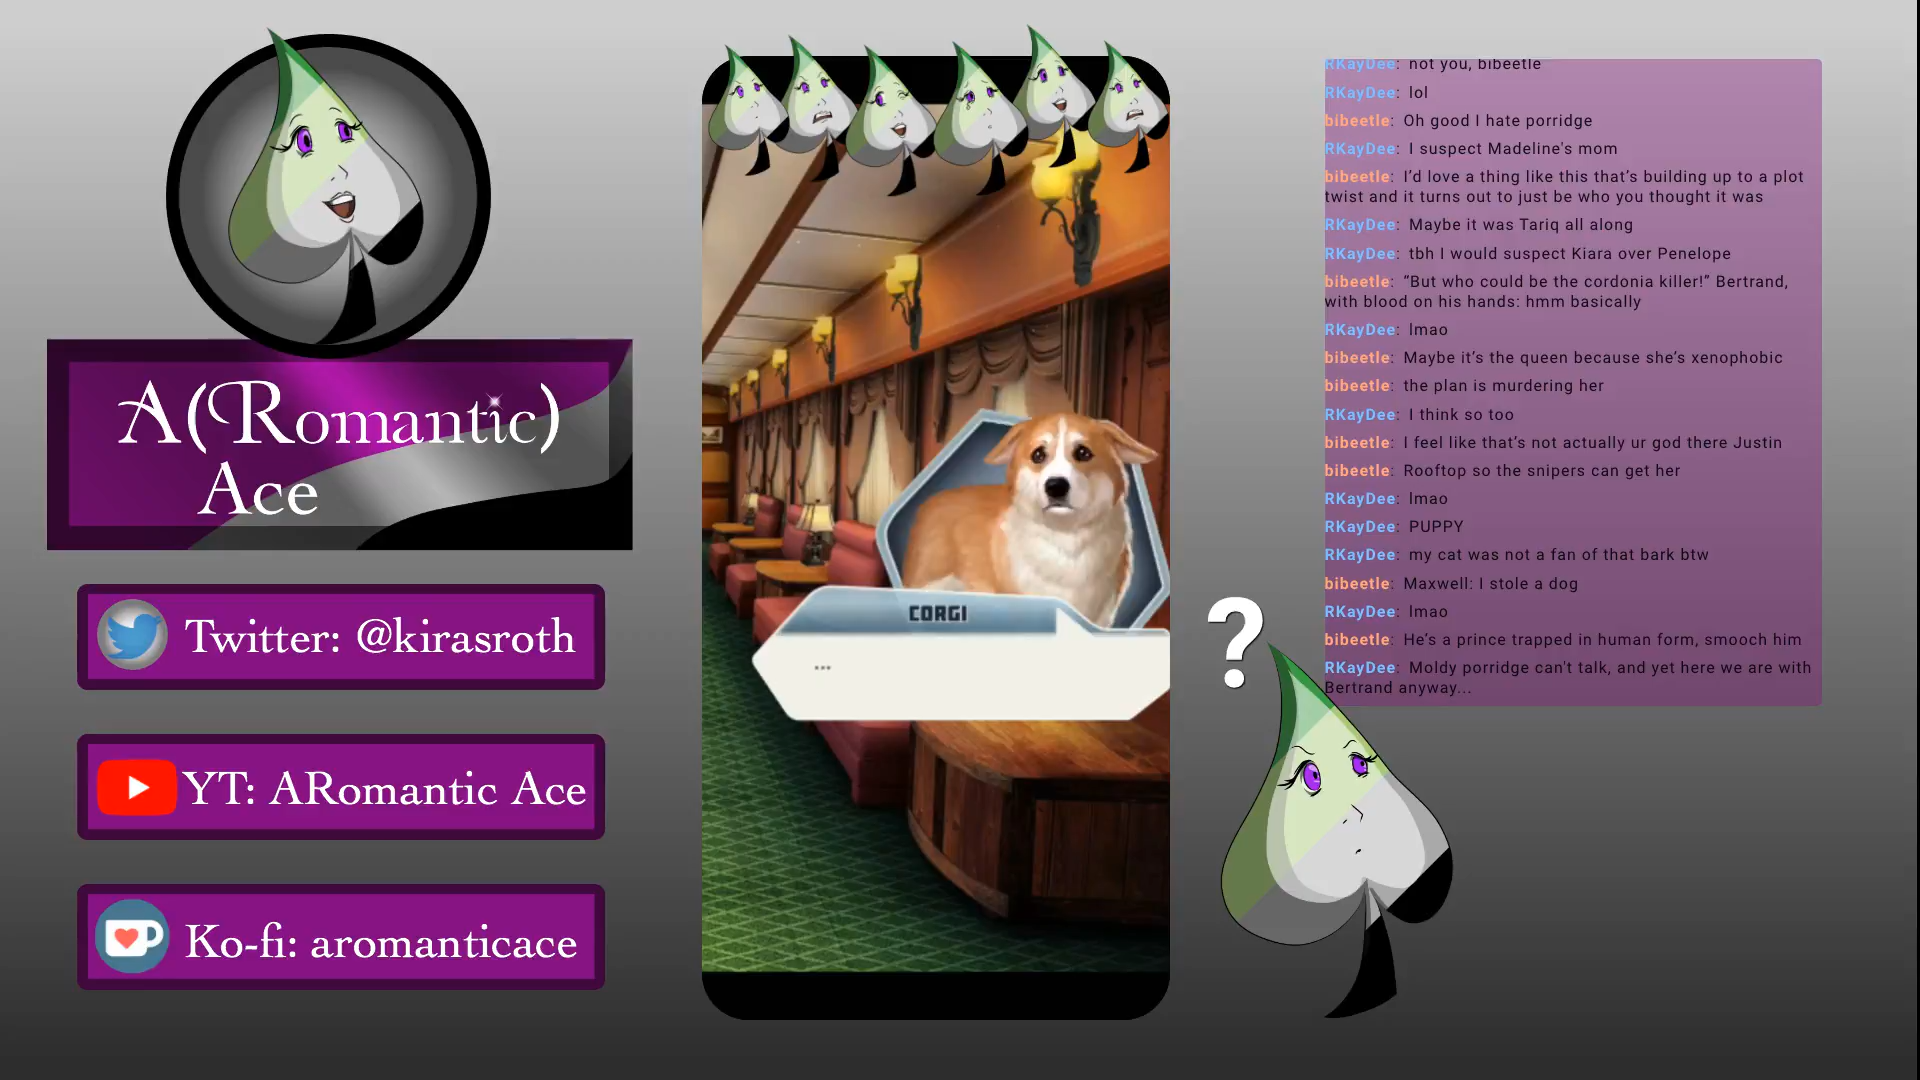 A(Romantic)
Ace
Twitter: @kirasroth
YT: ARomantic Ace
Ko-fi: aromanticace
CORGI
...
?
RKayDee: not you, bibeetle
RKayDee: lol
bibeetle: Oh good I hate porridge
RKayDee: I suspect Madeline's mom
bibeetle: I’d love a thing like this that’s building up to a plot
twist and it turns out to just be who you thought it was
RKayDee: Maybe it was Tariq all along
RKayDee: tbh I would suspect Kiara over Penelope
bibeetle: “But who could be the cordonia killer!” Bertrand,
with blood on his hands: hmm basically
RKayDee: lmao
bibeetle: Maybe it’s the queen because she’s xenophobic
bibeetle: the plan is murdering her
RKayDee: I think so too
bibeetle: I feel like that’s not actually ur god there Justin
bibeetle: Rooftop so the snipers can get her
RKayDee: lmao
RKayDee: PUPPY
RKayDee: my cat was not a fan of that bark btw
bibeetle: Maxwell: I stole a dog
RKayDee: lmao
bibeetle: He’s a prince trapped in human form, smooch him
RKayDee: Moldy porridge can't talk, and yet here we are with
Bertrand anyway...